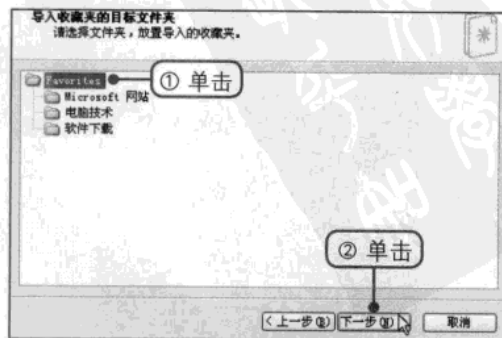 导入收藏夹的目标文件夹
请选择文件夹，放置导入的收藏夹。
Favorites
① 单击
Microsoft 网站
电脑技术
软件下载
② 单击
< 上一步(B) 下一步(N) > 取消